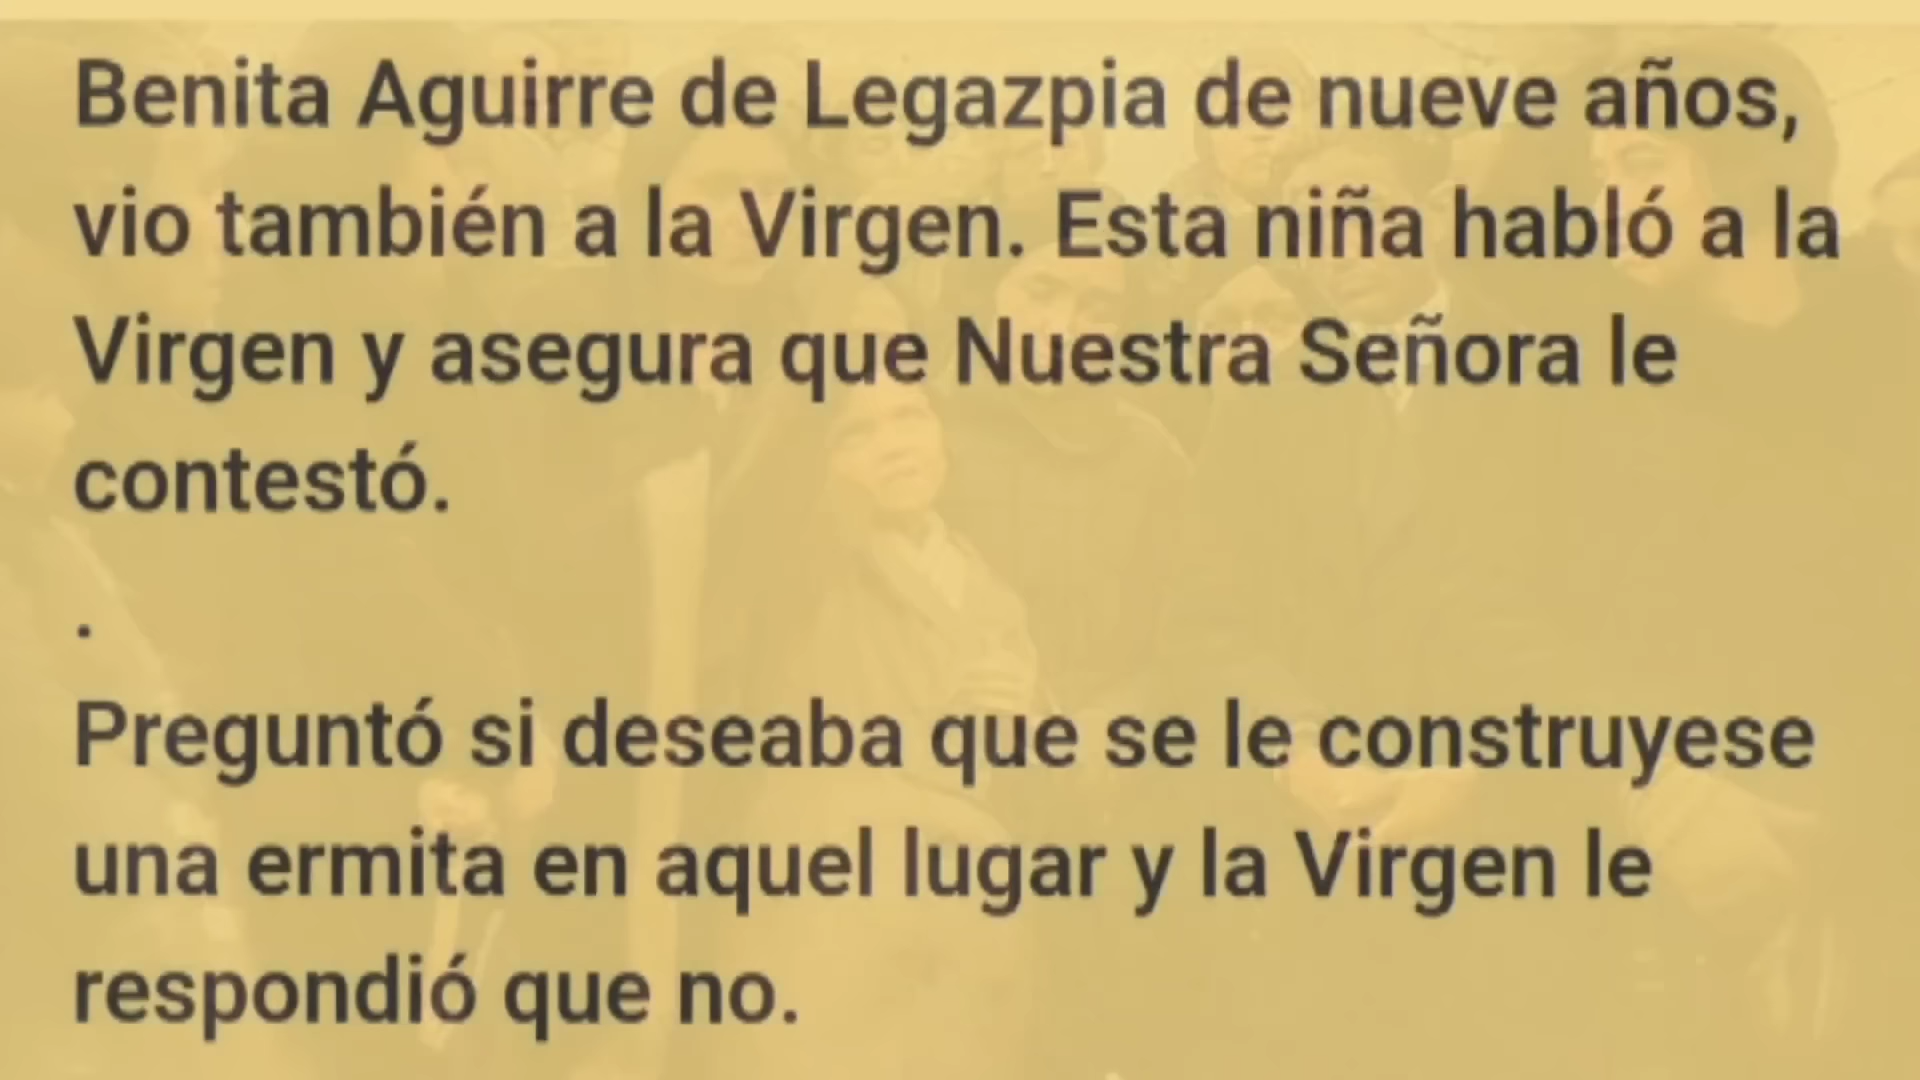 Benita Aguirre de Legazpia de nueve años,
vio también a la Virgen. Esta niña habló a la
Virgen y asegura que Nuestra Señora le
contestó.
.
Preguntó si deseaba que se le construyese
una ermita en aquel lugar y la Virgen le
respondió que no.